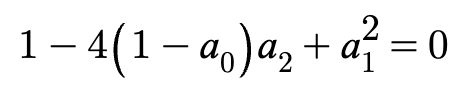 1 − 4(1 − a₀)a₂ + a₁² = 0